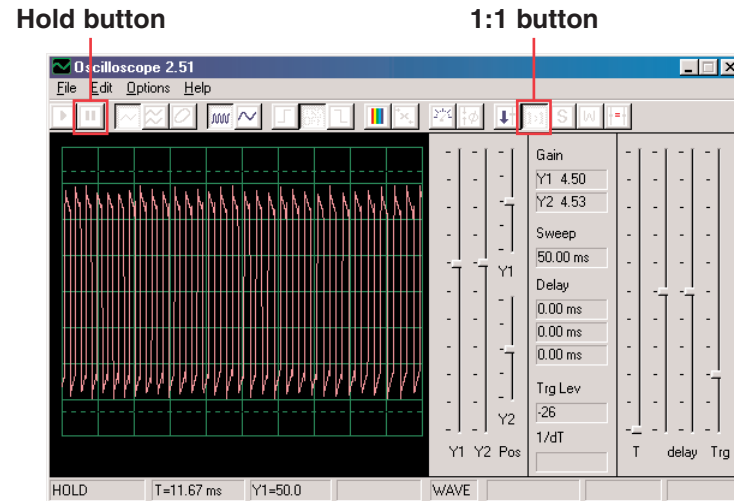 Hold button
1:1 button
Oscilloscope 2.51
File Edit Options Help
Gain
Y1 4.50
Y2 4.53
Sweep
50.00 ms
Y1
Delay
0.00 ms
0.00 ms
0.00 ms
Trg Lev
-26
Y2
1/dT
Y1 Y2 Pos
T delay Trg
HOLD T=11.67 ms Y1=50.0 WAVE